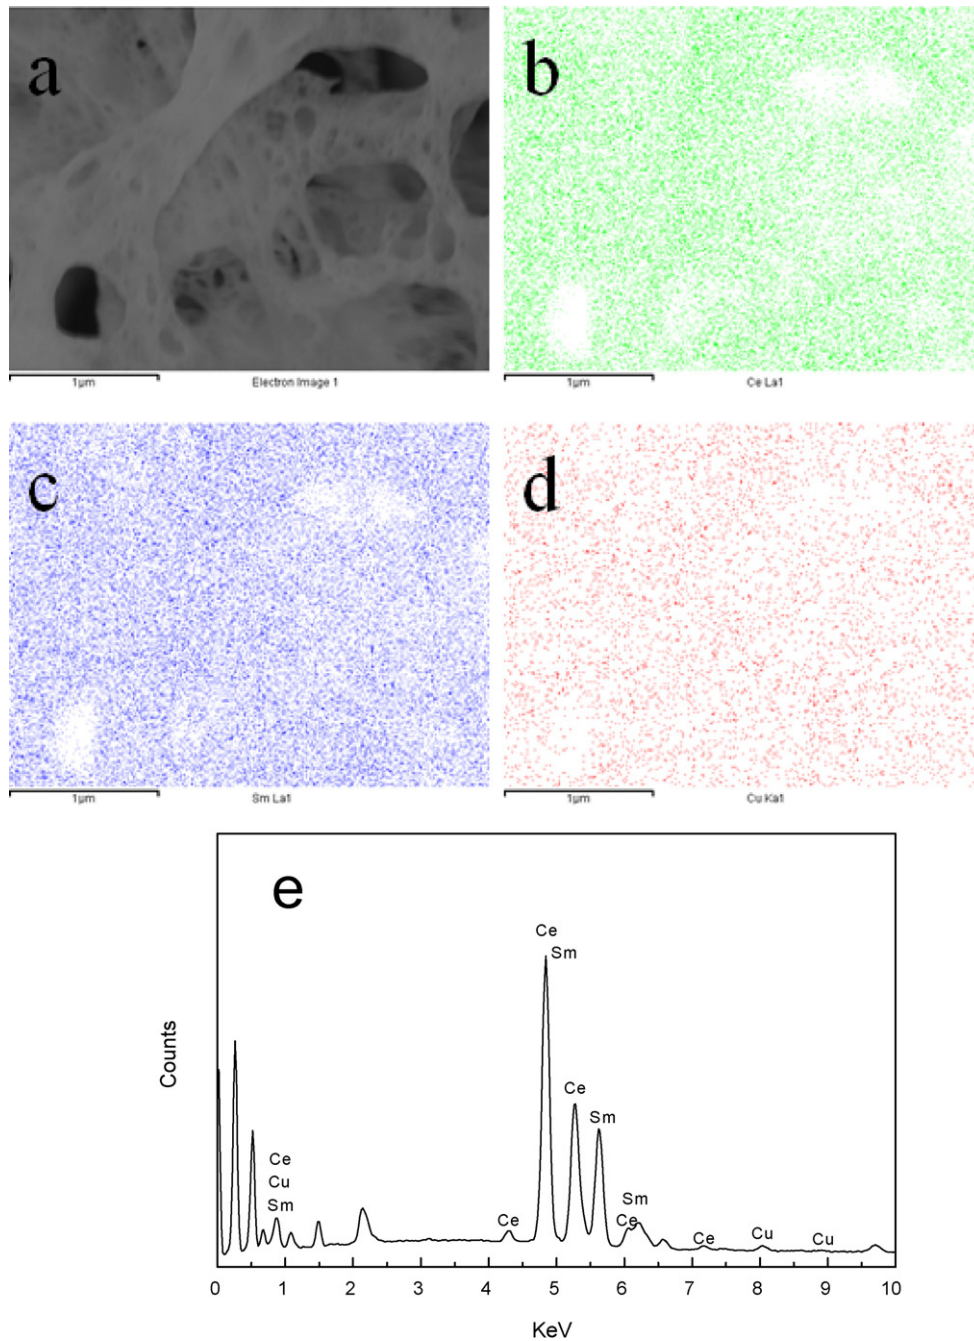 a
b
1µm
Electron Image 1
1µm
Ce La1
c
d
1µm
Sm La1
1µm
Cu Ka1
e
Ce
Sm
Ce
Sm
Ce
Cu
Sm
Ce
Sm
Ce
Ce
Cu
Cu
Counts
0 1 2 3 4 5 6 7 8 9 10
KeV